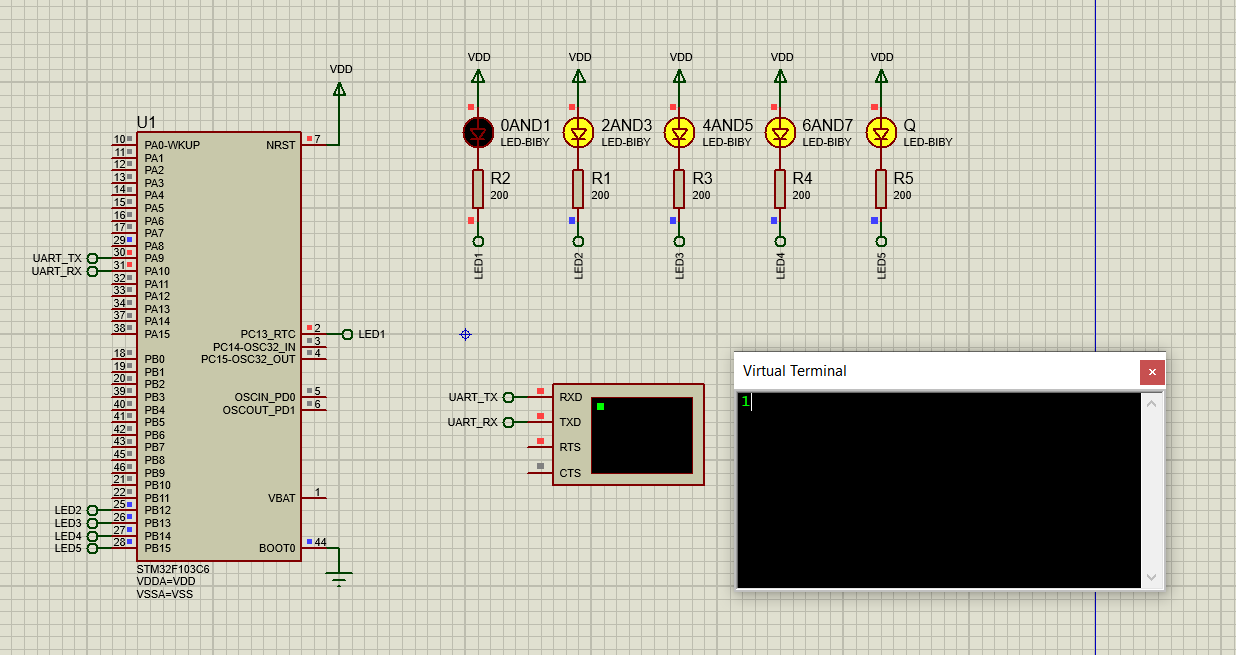 VDD
U1
10 PA0-WKUP
11 PA1
12 PA2
13 PA3
14 PA4
15 PA5
16 PA6
17 PA7
29 PA8
UART_TX 30 PA9
UART_RX 31 PA10
32 PA11
33 PA12
34 PA13
37 PA14
38 PA15
18 PB0
19 PB1
20 PB2
39 PB3
40 PB4
41 PB5
42 PB6
43 PB7
45 PB8
46 PB9
21 PB10
22 PB11
LED2 25 PB12
LED3 26 PB13
LED4 27 PB14
LED5 28 PB15
NRST 7
PC13_RTC 2 LED1
PC14-OSC32_IN 3
PC15-OSC32_OUT 4
OSCIN_PD0 5
OSCOUT_PD1 6
VBAT 1
BOOT0 44
STM32F103C6
VDDA=VDD
VSSA=VSS
VDD VDD VDD VDD VDD
0AND1 2AND3 4AND5 6AND7 Q
LED-BIBY LED-BIBY LED-BIBY LED-BIBY LED-BIBY
R2 R1 R3 R4 R5
200 200 200 200 200
LED1 LED2 LED3 LED4 LED5
UART_TX RXD
UART_RX TXD
RTS
CTS
Virtual Terminal
1